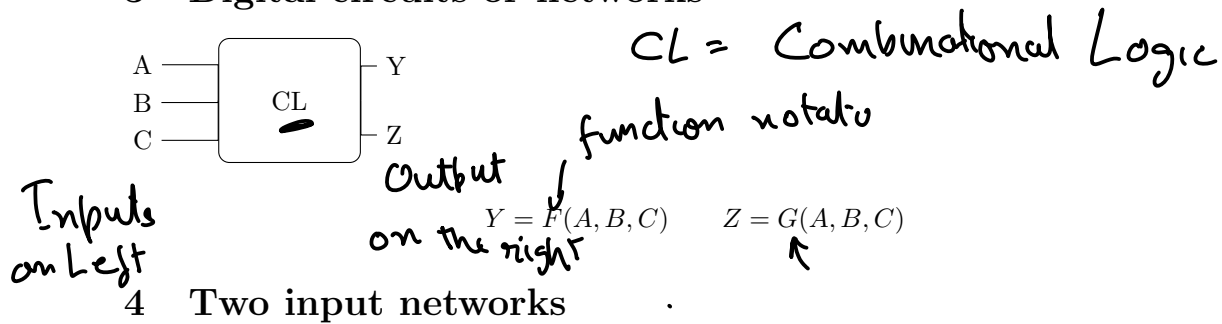 3 Digital circuits or networks
CL = Combinational Logic
A
B
C
CL
Y
Z
function notatio
Inputs
on Left
Output
on the right
Y = F(A, B, C) Z = G(A, B, C)
4 Two input networks